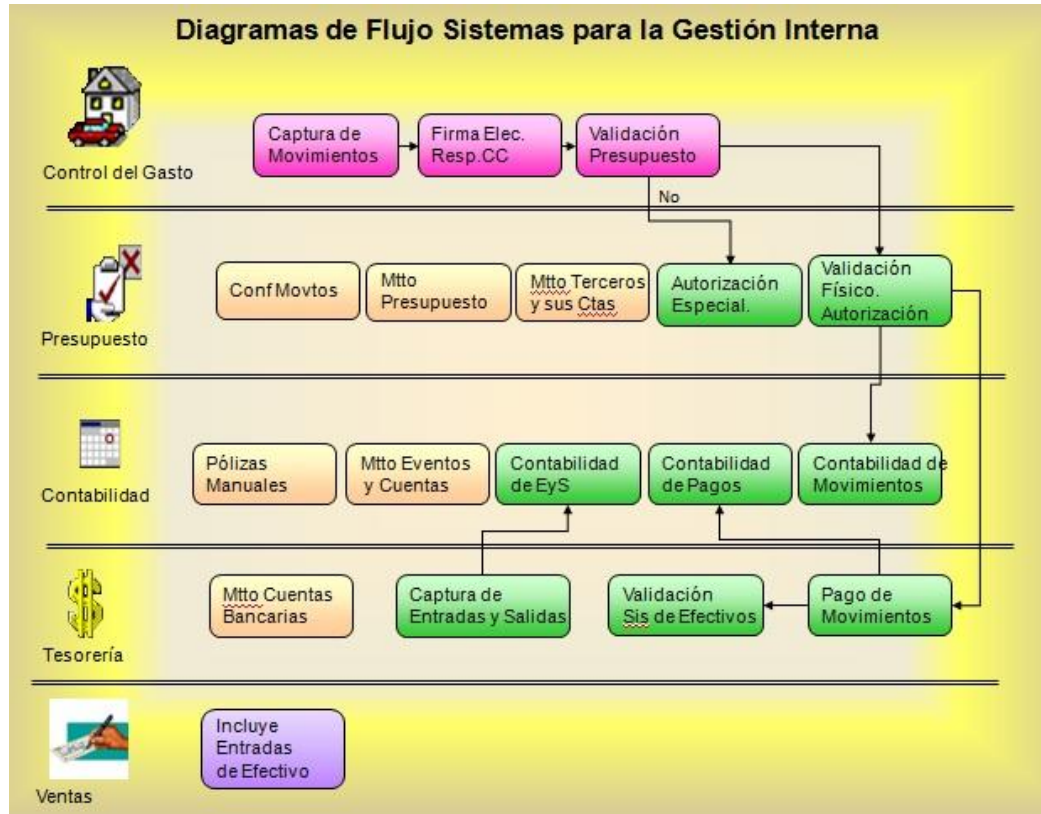 Diagramas de Flujo Sistemas para la Gestión Interna
Control del Gasto
Captura de
Movimientos
Firma Elec.
Resp.CC
Validación
Presupuesto
No
Presupuesto
Conf Movtos
Mtto
Presupuesto
Mtto Terceros
y sus Ctas
Autorización
Especial.
Validación
Físico.
Autorización
Contabilidad
Pólizas
Manuales
Mtto Eventos
y Cuentas
Contabilidad
de EyS
Contabilidad
de Pagos
Contabilidad de
Movimientos
Tesorería
Mtto Cuentas
Bancarias
Captura de
Entradas y Salidas
Validación
Sis de Efectivos
Pago de
Movimientos
Ventas
Incluye
Entradas
de Efectivo